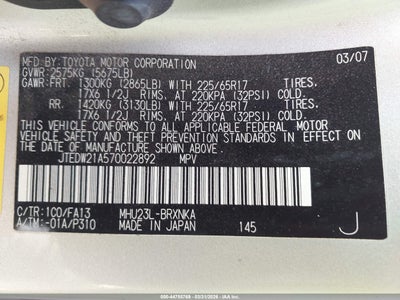 MFD. BY: TOYOTA MOTOR CORPORATION 03/07
GVWR: 2575KG (5675LB)
GAWR: FRT. 1300KG (2865LB) WITH 225/65R17 TIRES.
17X6 1/2J RIMS. AT 220KPA (32PSI) COLD.
RR. 1420KG (3130LB) WITH 225/65R17 TIRES.
17X6 1/2J RIMS. AT 220KPA (32PSI) COLD.
THIS VEHICLE CONFORMS TO ALL APPLICABLE FEDERAL MOTOR
VEHICLE SAFETY, BUMPER, AND THEFT PREVENTION STANDARDS IN
EFFECT ON THE DATE OF MANUFACTURE SHOWN ABOVE.
JTEDW21A570022892 MPV
C/TR: 1C0/FA13 MHU23L-BRXNKA
A/TM: -01A/P310 MADE IN JAPAN 145 J